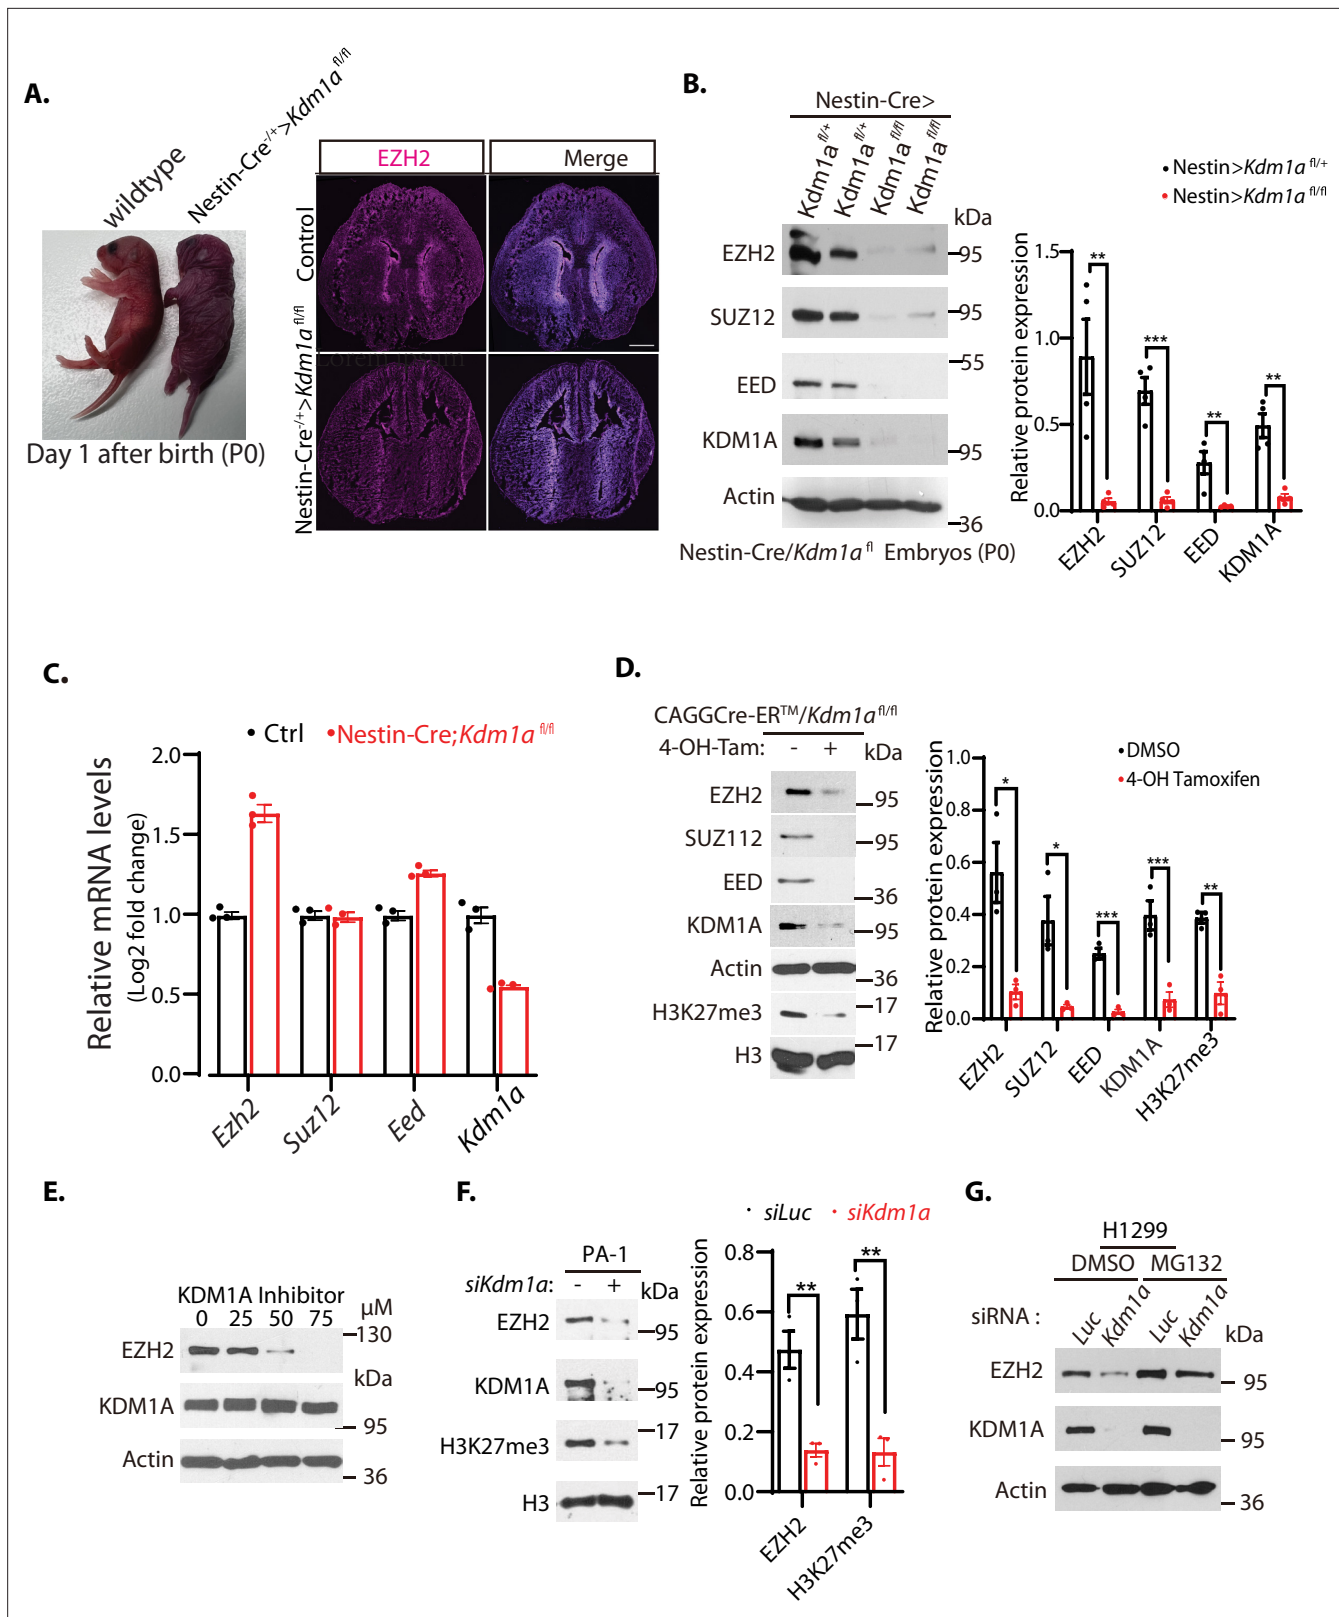 A.
wildtype
Nestin-Cre-/+>Kdm1a fl/fl
Day 1 after birth (P0)
EZH2
Merge
Control
Nestin-Cre-/+>Kdm1a fl/fl
B.
Nestin-Cre>
Kdm1a fl/+
Kdm1a fl/+
Kdm1a fl/fl
Kdm1a fl/fl
kDa
EZH2
95
SUZ12
95
55
EED
KDM1A
95
Actin
36
Nestin-Cre/Kdm1a fl Embryos (P0)
Nestin>Kdm1a fl/+
Nestin>Kdm1a fl/fl
Relative protein expression
1.5
1.0
0.5
0.0
**
***
**
**
EZH2
SUZ12
EED
KDM1A
C.
Ctrl
Nestin-Cre;Kdm1a fl/fl
Relative mRNA levels
(Log2 fold change)
2.0
1.5
1.0
0.5
0.0
Ezh2
Suz12
Eed
Kdm1a
D.
CAGGCre-ER™/Kdm1a fl/fl
4-OH-Tam: - + kDa
EZH2
95
SUZ112
95
EED
36
KDM1A
95
Actin
36
H3K27me3
17
H3
17
DMSO
4-OH Tamoxifen
Relative protein expression
1.0
0.8
0.6
0.4
0.2
0.0
*
*
***
***
**
EZH2
SUZ12
EED
KDM1A
H3K27me3
E.
KDM1A Inhibitor
0 25 50 75 µM
130
EZH2
kDa
KDM1A
95
Actin
36
F.
PA-1
siKdm1a: - + kDa
EZH2
95
KDM1A
95
H3K27me3
17
H3
17
siLuc
siKdm1a
Relative protein expression
0.8
0.6
0.4
0.2
0.0
**
**
EZH2
H3K27me3
G.
H1299
DMSO MG132
siRNA : Luc Kdm1a Luc Kdm1a
kDa
EZH2
95
KDM1A
95
Actin
36